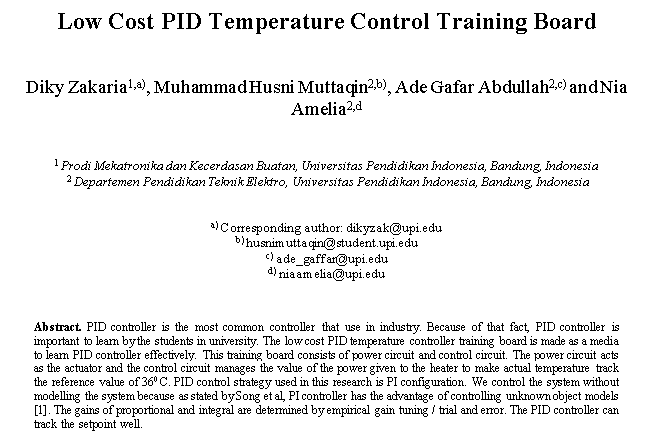 Low Cost PID Temperature Control Training Board
Diky Zakaria1,a), Muhammad Husni Muttaqin2,b), Ade Gafar Abdullah2,c) and Nia
Amelia2,d
1 Prodi Mekatronika dan Kecerdasan Buatan, Universitas Pendidikan Indonesia, Bandung, Indonesia
2 Departemen Pendidikan Teknik Elektro, Universitas Pendidikan Indonesia, Bandung, Indonesia
a) Corresponding author: dikyzak@upi.edu
b) husnimuttaqin@student.upi.edu
c) ade_gaffar@upi.edu
d) niaamelia@upi.edu
Abstract. PID controller is the most common controller that use in industry. Because of that fact, PID controller is
important to learn by the students in university. The low cost PID temperature controller training board is made as a media
to learn PID controller effectively. This training board consists of power circuit and control circuit. The power circuit acts
as the actuator and the control circuit manages the value of the power given to the heater to make actual temperature track
the reference value of 36⁰ C. PID control strategy used in this research is PI configuration. We control the system without
modelling the system because as stated by Song et al, PI controller has the advantage of controlling unknown object models
[1]. The gains of proportional and integral are determined by empirical gain tuning / trial and error. The PID controller can
track the setpoint well.